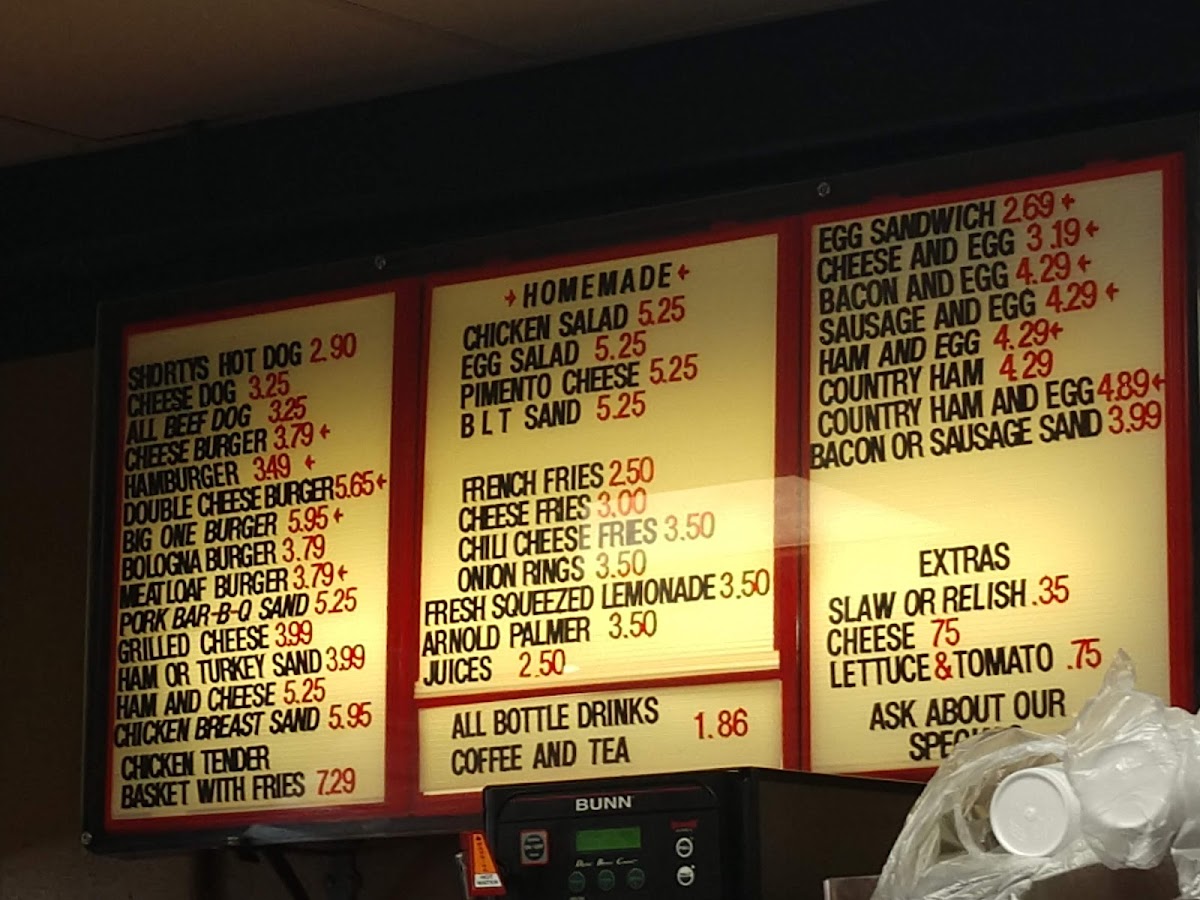 SHORTYS HOT DOG 2.90
CHEESE DOG 3.25
ALL BEEF DOG 3.25
CHEESE BURGER 3.79
HAMBURGER 3.49
DOUBLE CHEESE BURGER 5.65
BIG ONE BURGER 5.95
BOLOGNA BURGER 3.79
MEATLOAF BURGER 3.79
PORK BAR-B-Q SAND 5.25
GRILLED CHEESE 3.99
HAM OR TURKEY SAND 3.99
HAM AND CHEESE 5.25
CHICKEN BREAST SAND 5.95
CHICKEN TENDER
BASKET WITH FRIES 7.29
HOMEMADE
CHICKEN SALAD 5.25
EGG SALAD 5.25
PIMENTO CHEESE 5.25
B L T SAND 5.25
FRENCH FRIES 2.50
CHEESE FRIES 3.00
CHILI CHEESE FRIES 3.50
ONION RINGS 3.50
FRESH SQUEEZED LEMONADE 3.50
ARNOLD PALMER 3.50
JUICES 2.50
ALL BOTTLE DRINKS 1.86
COFFEE AND TEA
EGG SANDWICH 2.69
CHEESE AND EGG 3.19
BACON AND EGG 4.29
SAUSAGE AND EGG 4.29
HAM AND EGG 4.29
COUNTRY HAM 4.29
COUNTRY HAM AND EGG 4.89
BACON OR SAUSAGE SAND 3.99
EXTRAS
SLAW OR RELISH .35
CHEESE 75
LETTUCE & TOMATO .75
ASK ABOUT OUR
BUNN